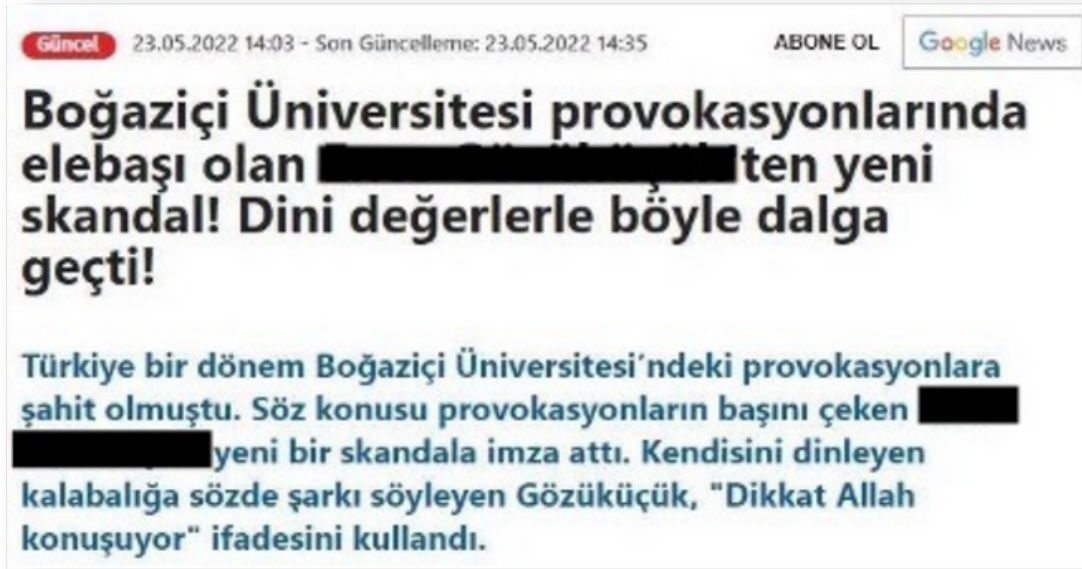 Güncel 23.05.2022 14:03 - Son Güncelleme: 23.05.2022 14:35 ABONE OL Google News
Boğaziçi Üniversitesi provokasyonlarında
elebaşı olan ten yeni
skandal! Dini değerlerle böyle dalga
geçti!
Türkiye bir dönem Boğaziçi Üniversitesi'ndeki provokasyonlara
şahit olmuştu. Söz konusu provokasyonların başını çeken
yeni bir skandala imza attı. Kendisini dinleyen
kalabalığa sözde şarkı söyleyen Gözüküçük, "Dikkat Allah
konuşuyor" ifadesini kullandı.